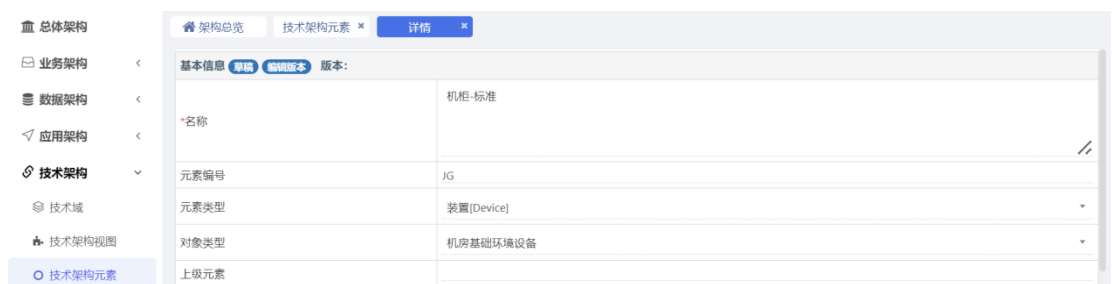 总体架构
业务架构
数据架构
应用架构
技术架构
技术域
技术架构视图
技术架构元素
架构总览 技术架构元素 × 详情 ×
基本信息 草稿 编辑版本 版本：
*名称 机柜-标准
元素编号 JG
元素类型 装置[Device]
对象类型 机房基础环境设备
上级元素